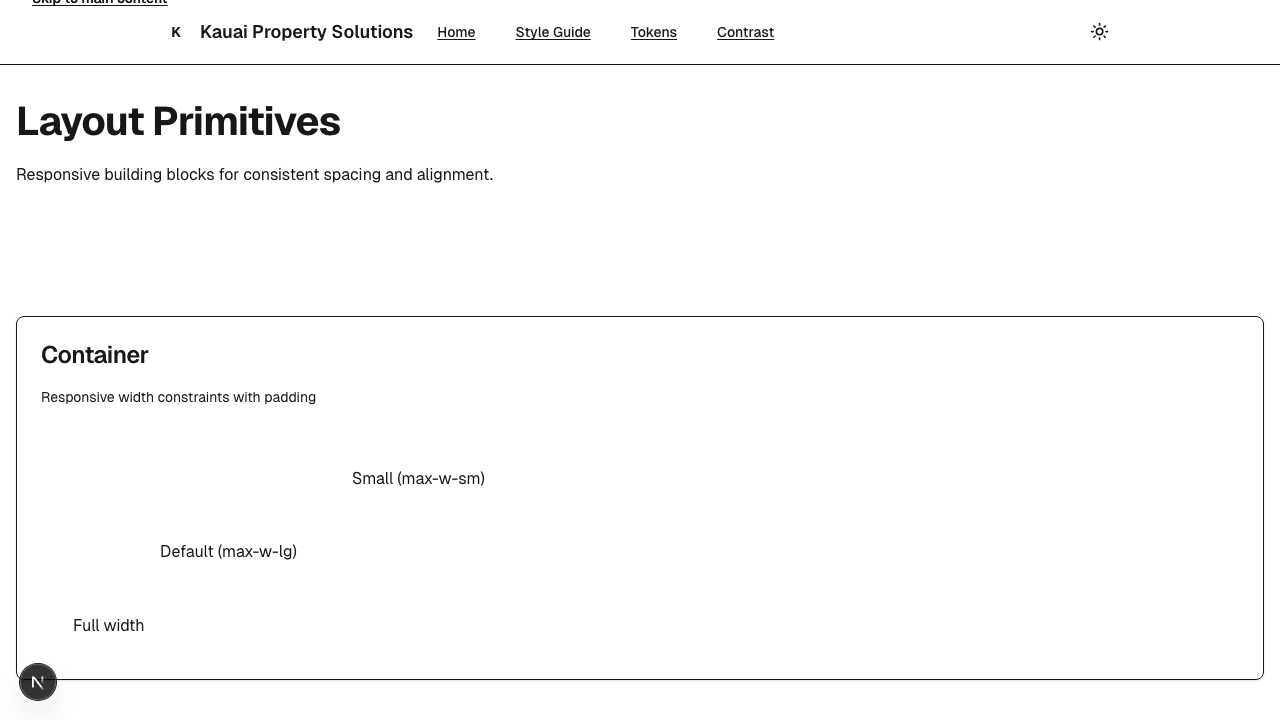 Skip to main content
K Kauai Property Solutions Home Style Guide Tokens Contrast
Layout Primitives
Responsive building blocks for consistent spacing and alignment.
Container
Responsive width constraints with padding
Small (max-w-sm)
Default (max-w-lg)
Full width
N